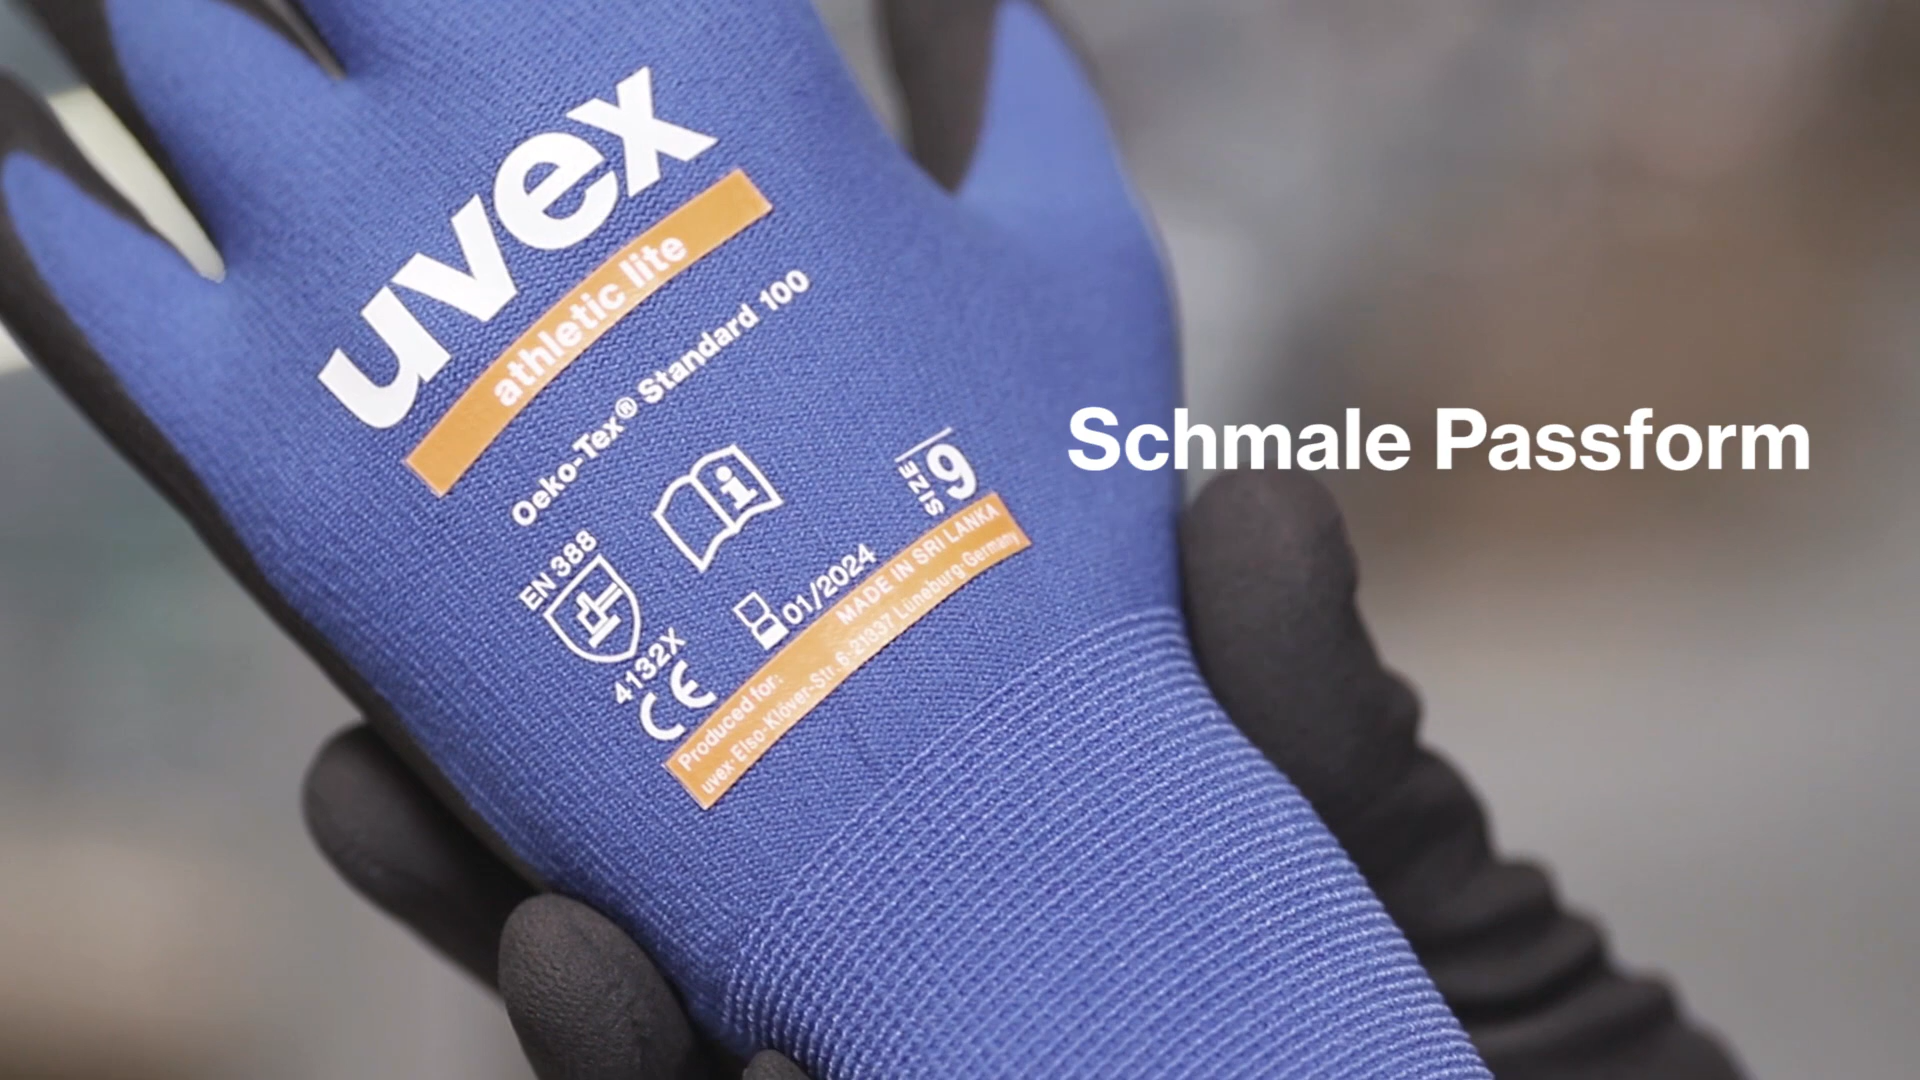 uvex
athletic lite
Oeko-Tex® Standard 100
SIZE 9
EN 388
01/2024
4132X
CE
MADE IN SRI LANKA
Produced for:
uvex·Elso-Klöver-Str.6·21337 Lüneburg·Germany
Schmale Passform